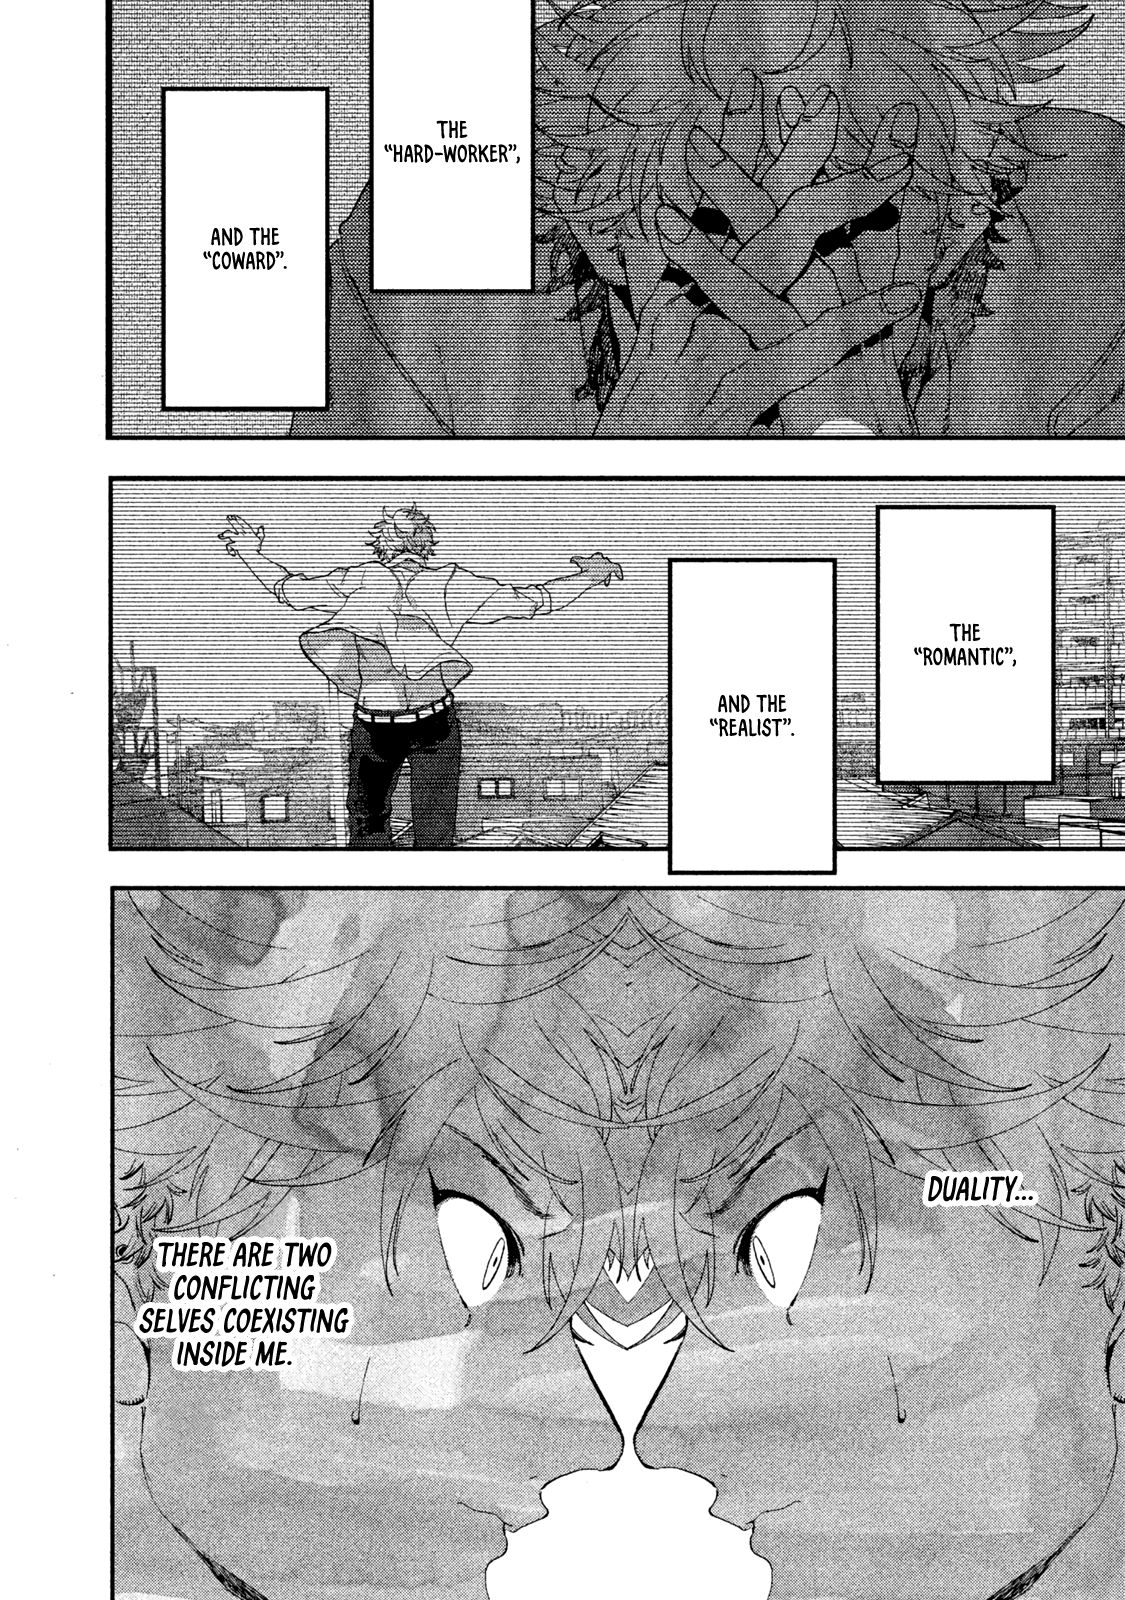 THE
“HARD-WORKER”,
AND THE
“COWARD”.
THE
“ROMANTIC”,
AND THE
“REALIST”.
DUALITY...
THERE ARE TWO
CONFLICTING
SELVES COEXISTING
INSIDE ME.